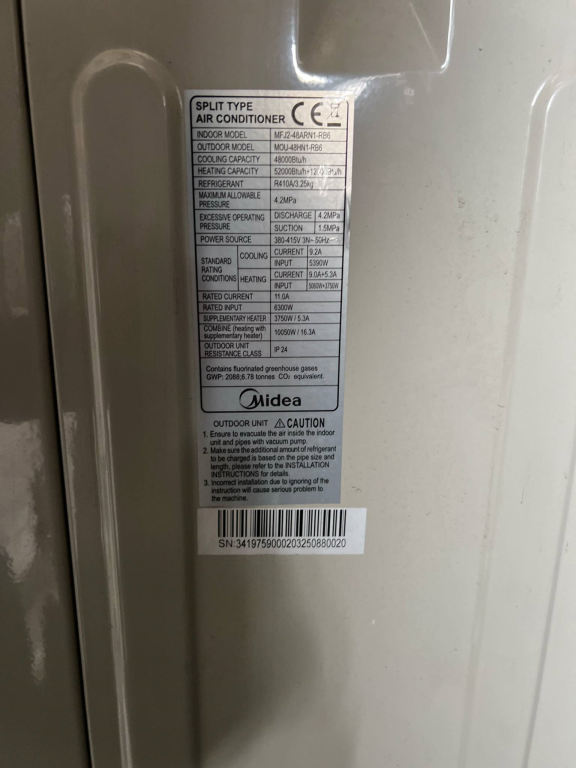 SPLIT TYPE
AIR CONDITIONER CE
INDOOR MODEL MFJ2-48ARN1-RB6
OUTDOOR MODEL MOU-48HN1-RB6
COOLING CAPACITY 48000Btu/h
HEATING CAPACITY 52000Btu/h+12000Btu/h
REFRIGERANT R410A/3.25kg
MAXIMUM ALLOWABLE
PRESSURE 4.2MPa
EXCESSIVE OPERATING
PRESSURE DISCHARGE 4.2MPa
SUCTION 1.5MPa
POWER SOURCE 380-415V 3N~ 50Hz
STANDARD
RATING
CONDITIONS COOLING CURRENT 9.2A
INPUT 5390W
HEATING CURRENT 9.0A+5.3A
INPUT 5060W+3750W
RATED CURRENT 11.0A
RATED INPUT 6300W
SUPPLEMENTARY HEATER 3750W / 5.3A
COMBINE (heating with
supplementary heater) 10050W / 16.3A
OUTDOOR UNIT
RESISTANCE CLASS IP 24
Contains fluorinated greenhouse gases
GWP: 2088;6.78 tonnes CO₂ equivalent.
Midea
OUTDOOR UNIT ⚠CAUTION
1. Ensure to evacuate the air inside the indoor
unit and pipes with vacuum pump.
2. Make sure the additional amount of refrigerant
to be charged is based on the pipe size and
length, please refer to the INSTALLATION
INSTRUCTIONS for details.
3. Incorrect installation due to ignoring of the
instruction will cause serious problem to
the machine.
SN:3419759000203250880020